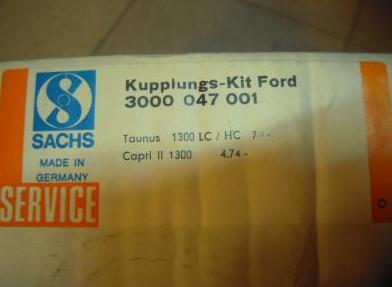 Kupplungs-Kit Ford
3000 047 001
SACHS
MADE IN
GERMANY
SERVICE
Taunus 1300 LC / HC
Capri II 1300 4.74 -